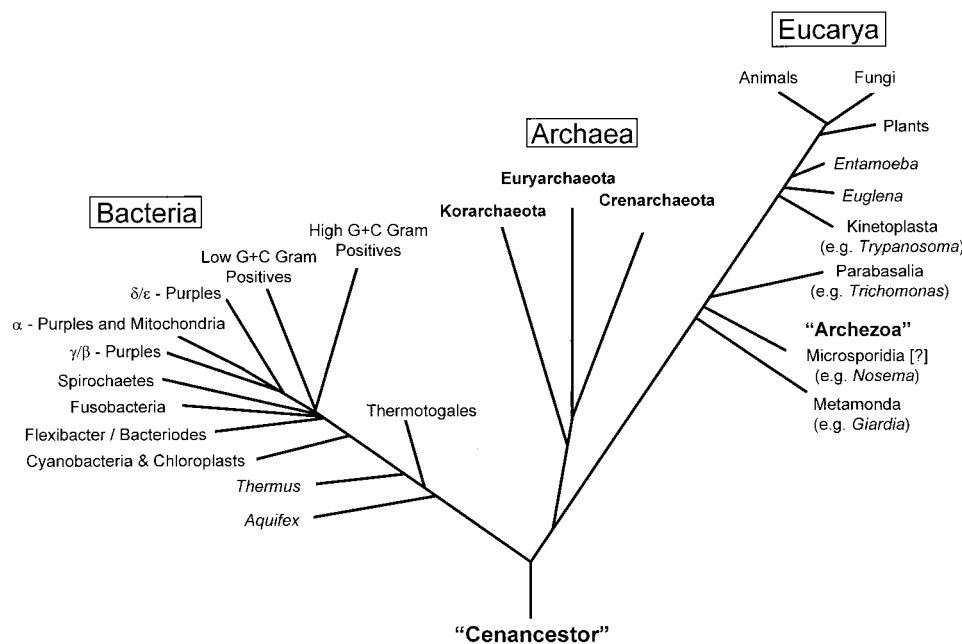 Eucarya
Animals
Fungi
Plants
Archaea
Entamoeba
Euryarchaeota
Euglena
Korarchaeota
Crenarchaeota
Bacteria
Kinetoplasta
(e.g. Trypanosoma)
High G+C Gram
Positives
Low G+C Gram
Positives
Parabasalia
(e.g. Trichomonas)
δ/ε - Purples
α - Purples and Mitochondria
"Archezoa"
γ/β - Purples
Microsporidia [?]
(e.g. Nosema)
Spirochaetes
Fusobacteria
Thermotogales
Metamonda
(e.g. Giardia)
Flexibacter / Bacteriodes
Cyanobacteria & Chloroplasts
Thermus
Aquifex
"Cenancestor"